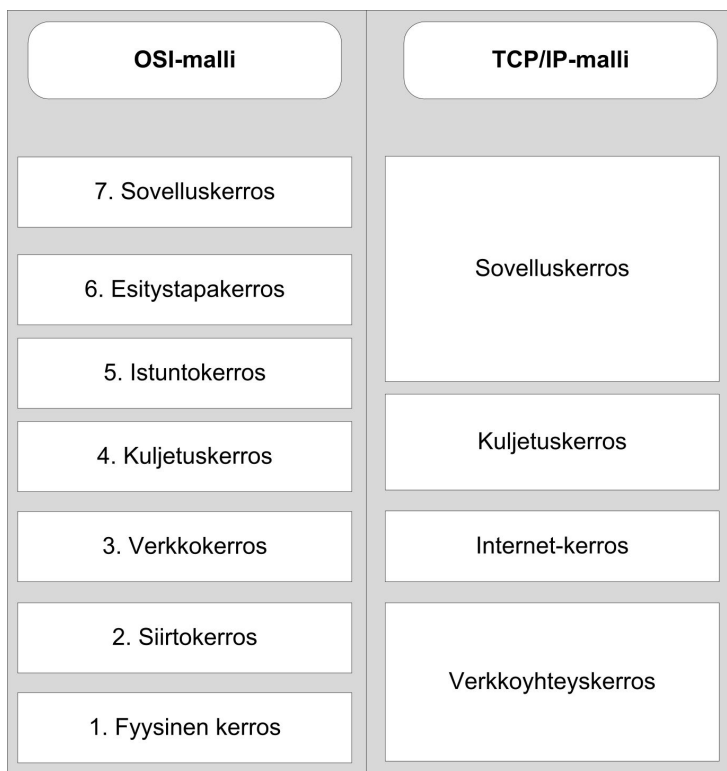 OSI-malli
7. Sovelluskerros
6. Esitystapakerros
5. Istuntokerros
4. Kuljetuskerros
3. Verkkokerros
2. Siirtokerros
1. Fyysinen kerros
TCP/IP-malli
Sovelluskerros
Kuljetuskerros
Internet-kerros
Verkkoyhteyskerros